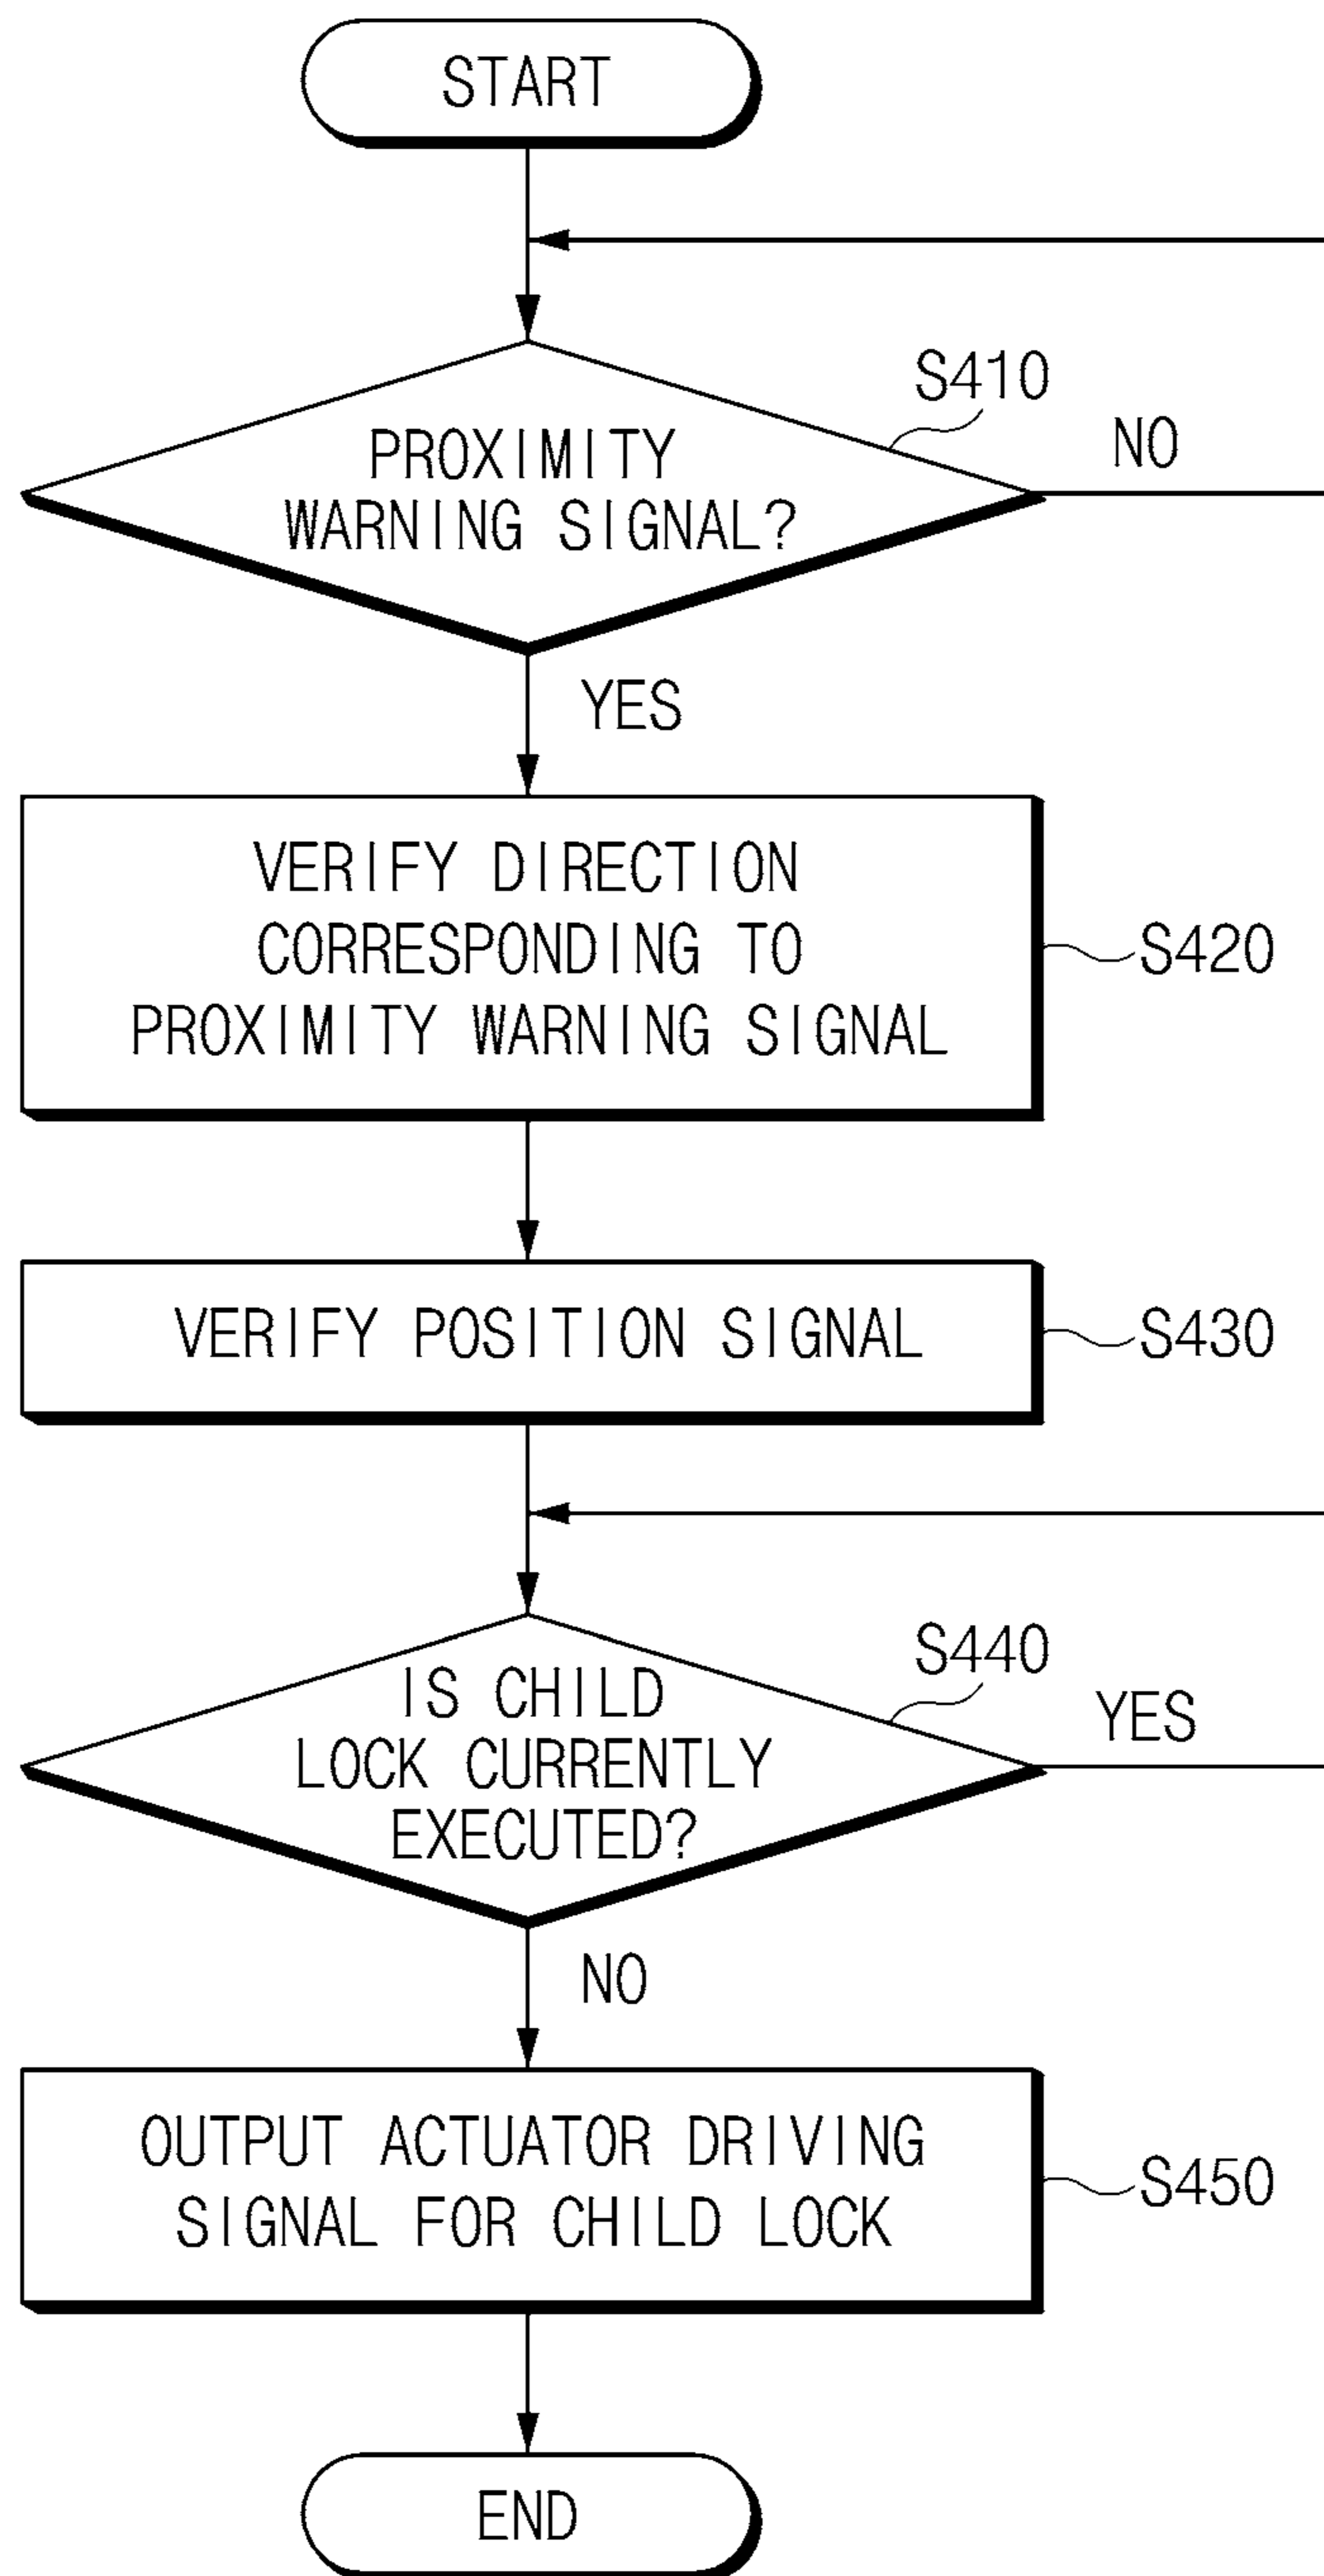 START
S410
NO
PROXIMITY
WARNING SIGNAL?
YES
VERIFY DIRECTION
CORRESPONDING TO
PROXIMITY WARNING SIGNAL
S420
VERIFY POSITION SIGNAL
S430
S440
YES
IS CHILD
LOCK CURRENTLY
EXECUTED?
NO
OUTPUT ACTUATOR DRIVING
SIGNAL FOR CHILD LOCK
S450
END